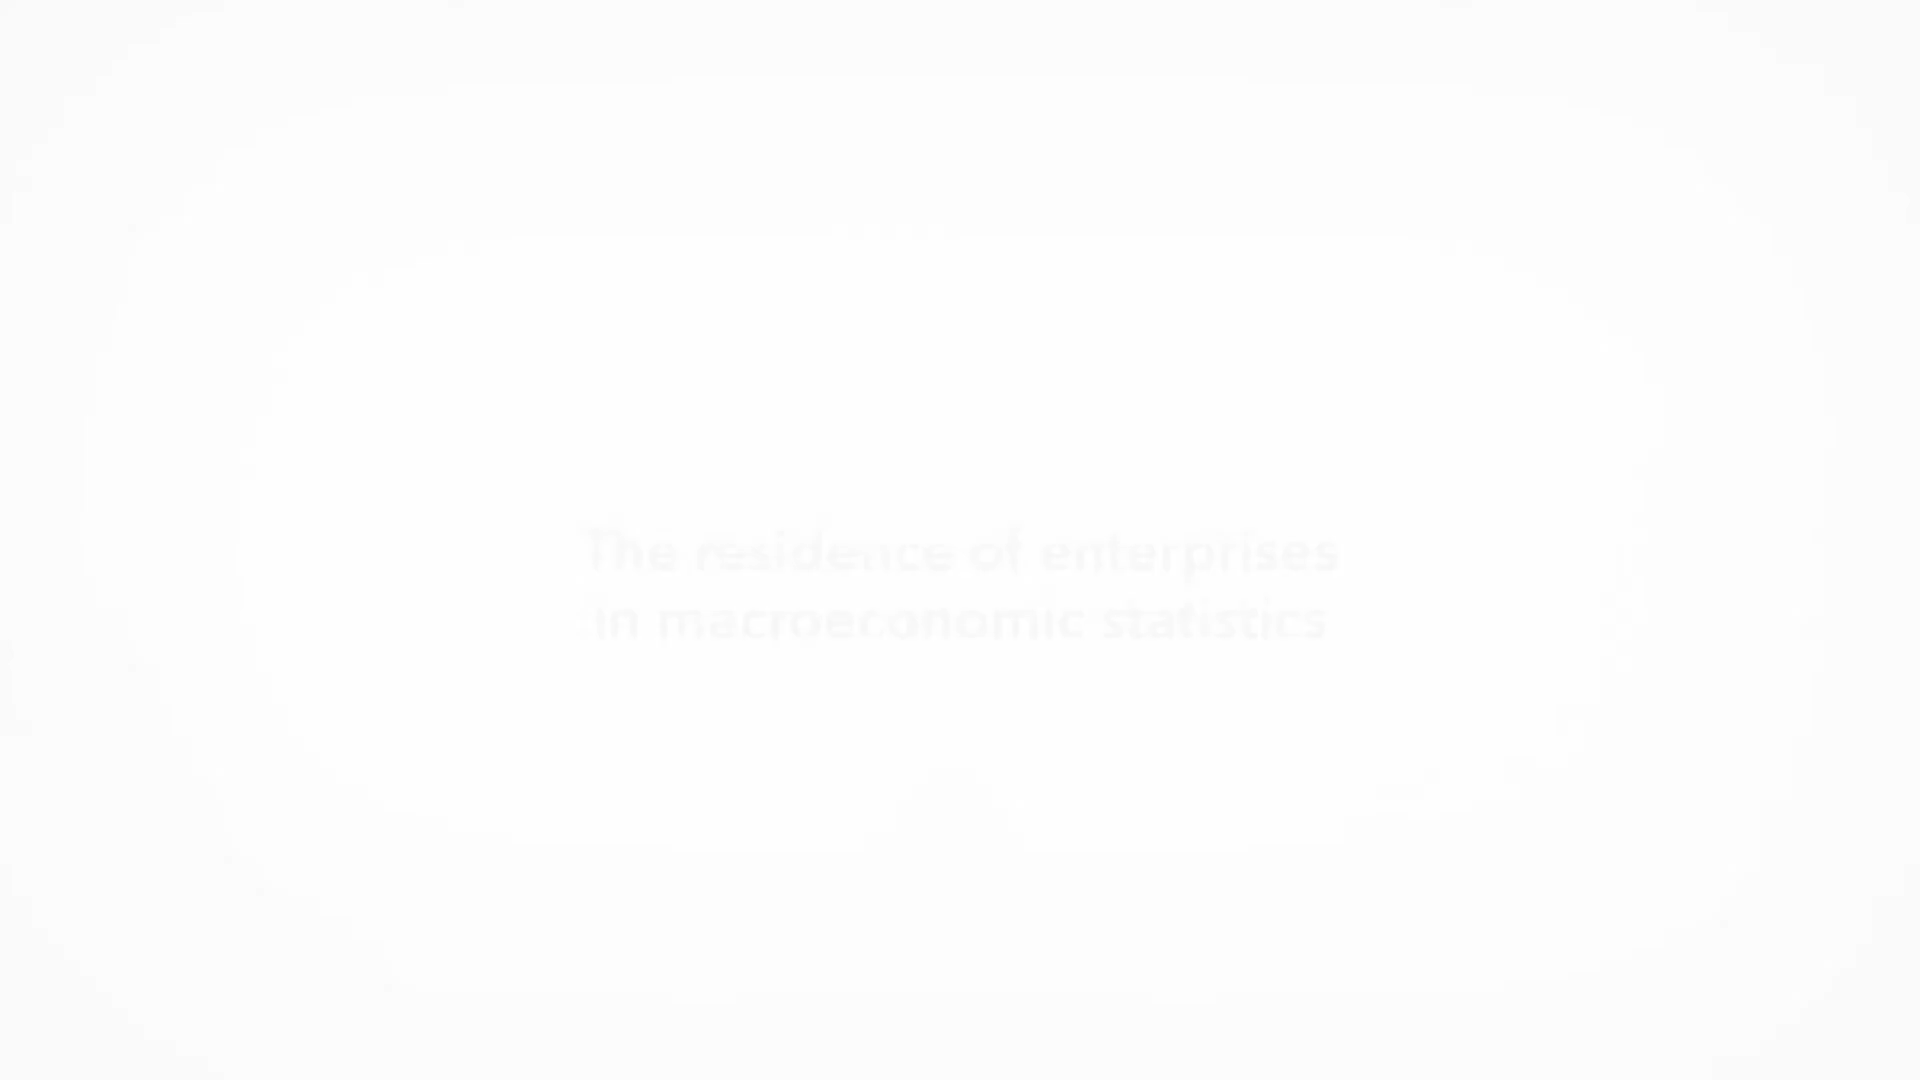 The residence of enterprises
in macroeconomic statistics